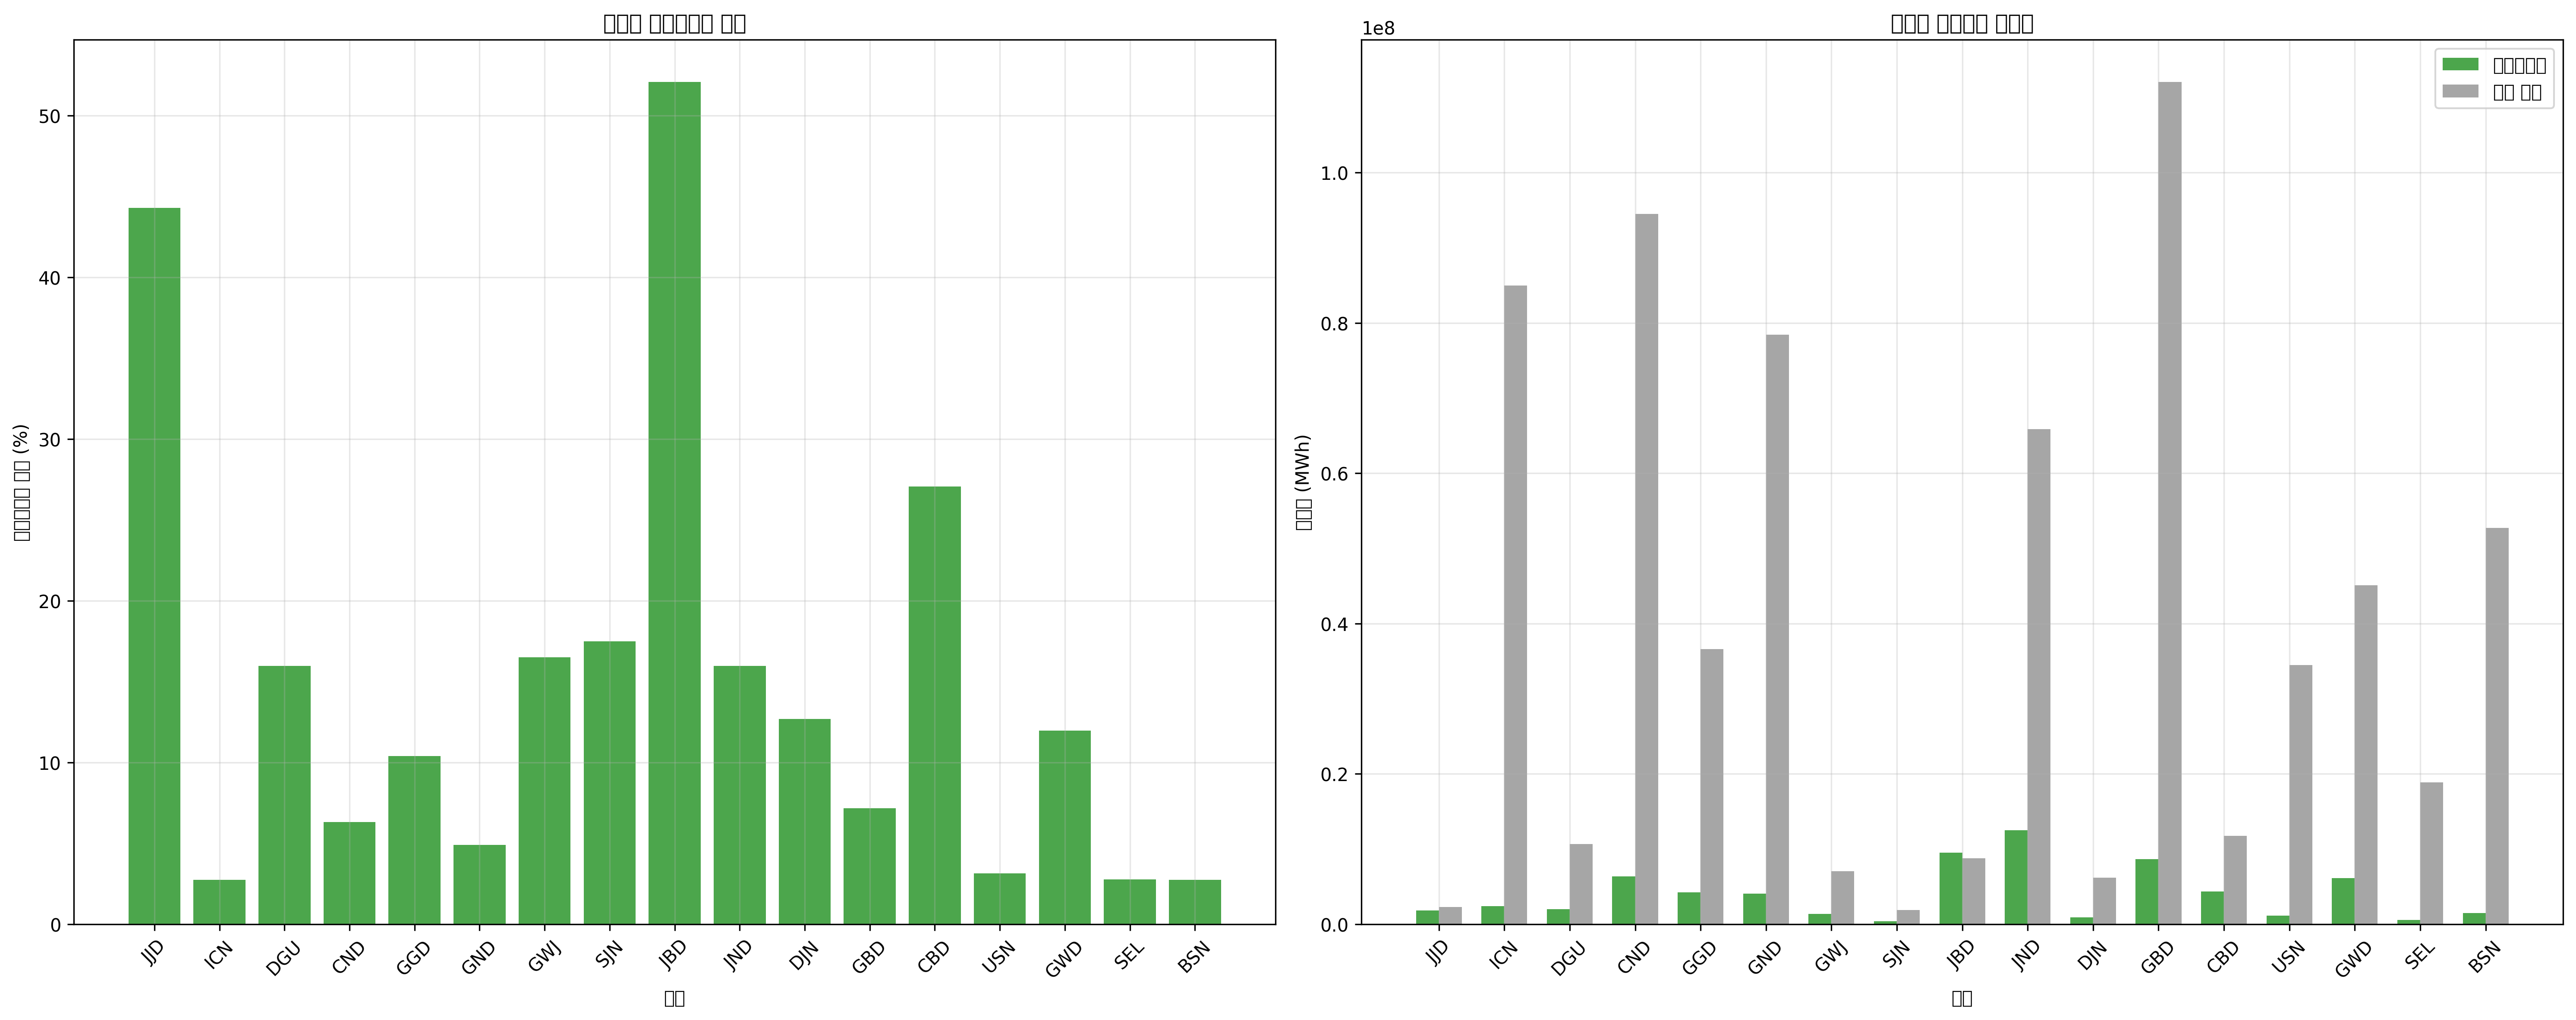 50
40
30
20
10
0
(%)
JJD
ICN
DGU
CND
GGD
GND
GWJ
SJN
JBD
JND
DJN
GBD
CBD
USN
GWD
SEL
BSN
1e8
1.0
0.8
0.6
0.4
0.2
0.0
(MWh)
JJD
ICN
DGU
CND
GGD
GND
GWJ
SJN
JBD
JND
DJN
GBD
CBD
USN
GWD
SEL
BSN